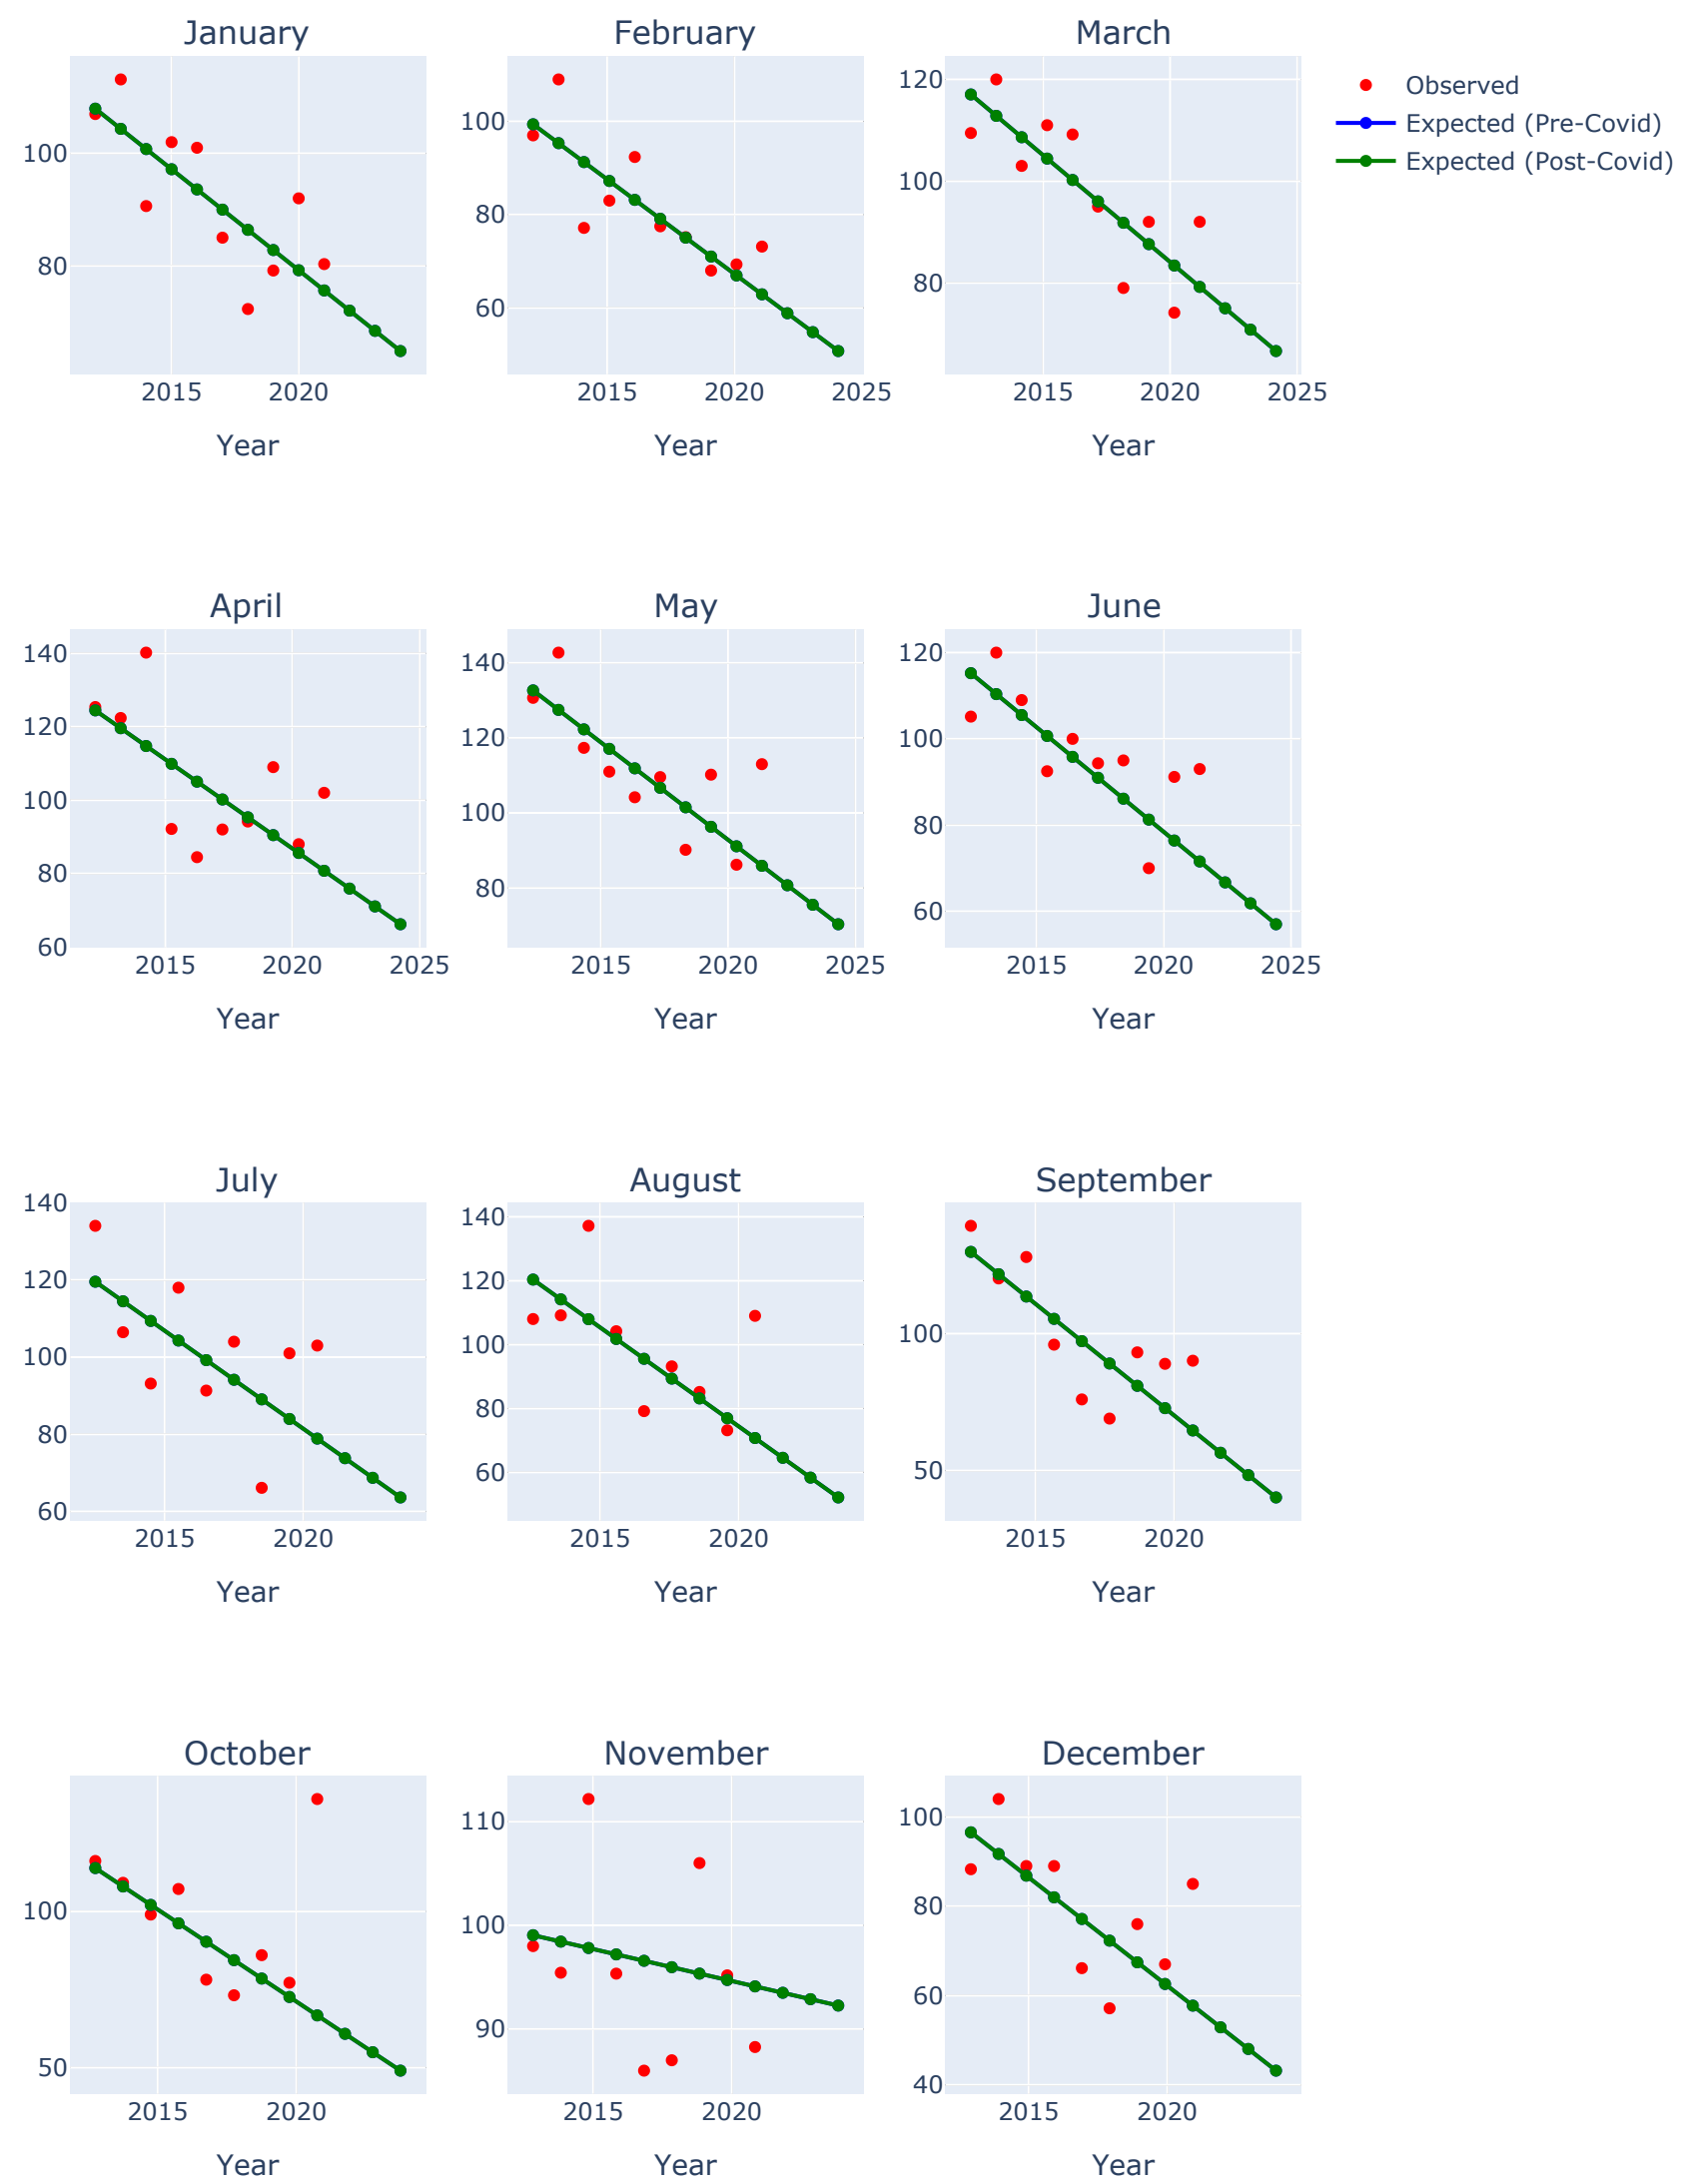 January
February
March
Observed
Expected (Pre-Covid)
Expected (Post-Covid)
100
80
2015
2020
Year
100
80
60
2015
2020
2025
Year
120
100
80
2015
2020
2025
Year
April
May
June
140
120
100
80
60
2015
2020
2025
Year
140
120
100
80
2015
2020
2025
Year
120
100
80
60
2015
2020
2025
Year
July
August
September
140
120
100
80
60
2015
2020
Year
140
120
100
80
60
2015
2020
Year
100
50
2015
2020
Year
October
November
December
100
50
2015
2020
Year
110
100
90
2015
2020
Year
100
80
60
40
2015
2020
Year